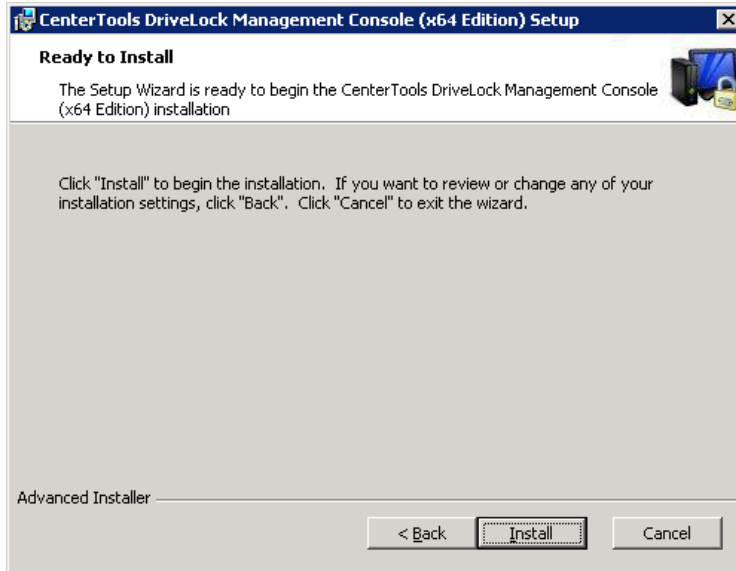 CenterTools DriveLock Management Console (x64 Edition) Setup
Ready to Install
The Setup Wizard is ready to begin the CenterTools DriveLock Management Console
(x64 Edition) installation
Click "Install" to begin the installation. If you want to review or change any of your
installation settings, click "Back". Click "Cancel" to exit the wizard.
Advanced Installer
< Back
Install
Cancel